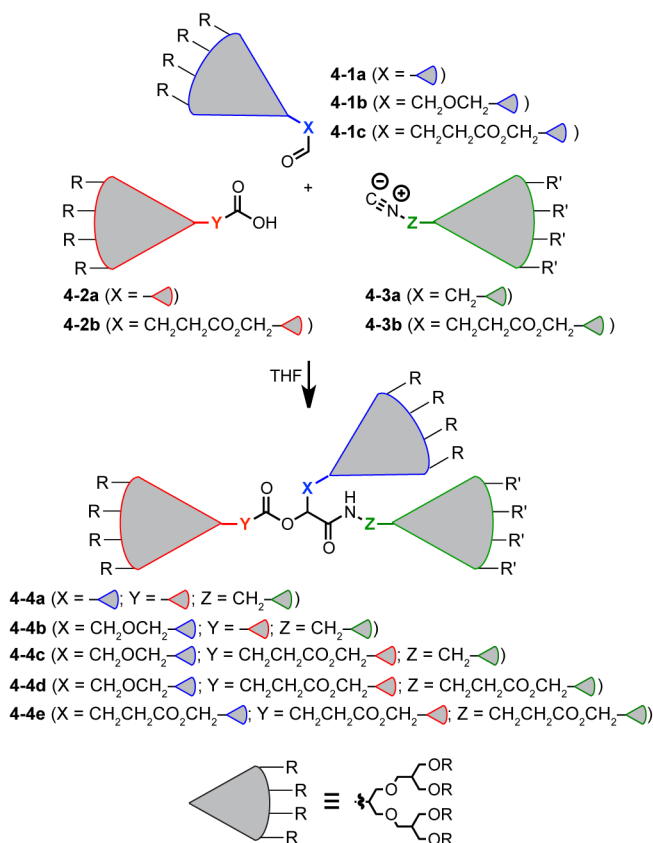 R
R
R
R
X
O
4-1a (X = )
4-1b (X = CH2OCH2 )
4-1c (X = CH2CH2CO2CH2 )
+
R
R
R
R
Y
O
OH
⊖
C≡N
⊕
Z
R'
R'
R'
R'
4-2a (X = )
4-2b (X = CH2CH2CO2CH2 )
4-3a (X = CH2 )
4-3b (X = CH2CH2CO2CH2 )
THF
R
R
R
R
R
R
R
R
Y
O
O
X
O
H
N
Z
R'
R'
R'
R'
4-4a (X = ; Y = ; Z = CH2 )
4-4b (X = CH2OCH2 ; Y = ; Z = CH2 )
4-4c (X = CH2OCH2 ; Y = CH2CH2CO2CH2 ; Z = CH2 )
4-4d (X = CH2OCH2 ; Y = CH2CH2CO2CH2 ; Z = CH2CH2CO2CH2 )
4-4e (X = CH2CH2CO2CH2 ; Y = CH2CH2CO2CH2 ; Z = CH2CH2CO2CH2 )
R
R
R
R
≡
OR
O
OR
O
OR
OR